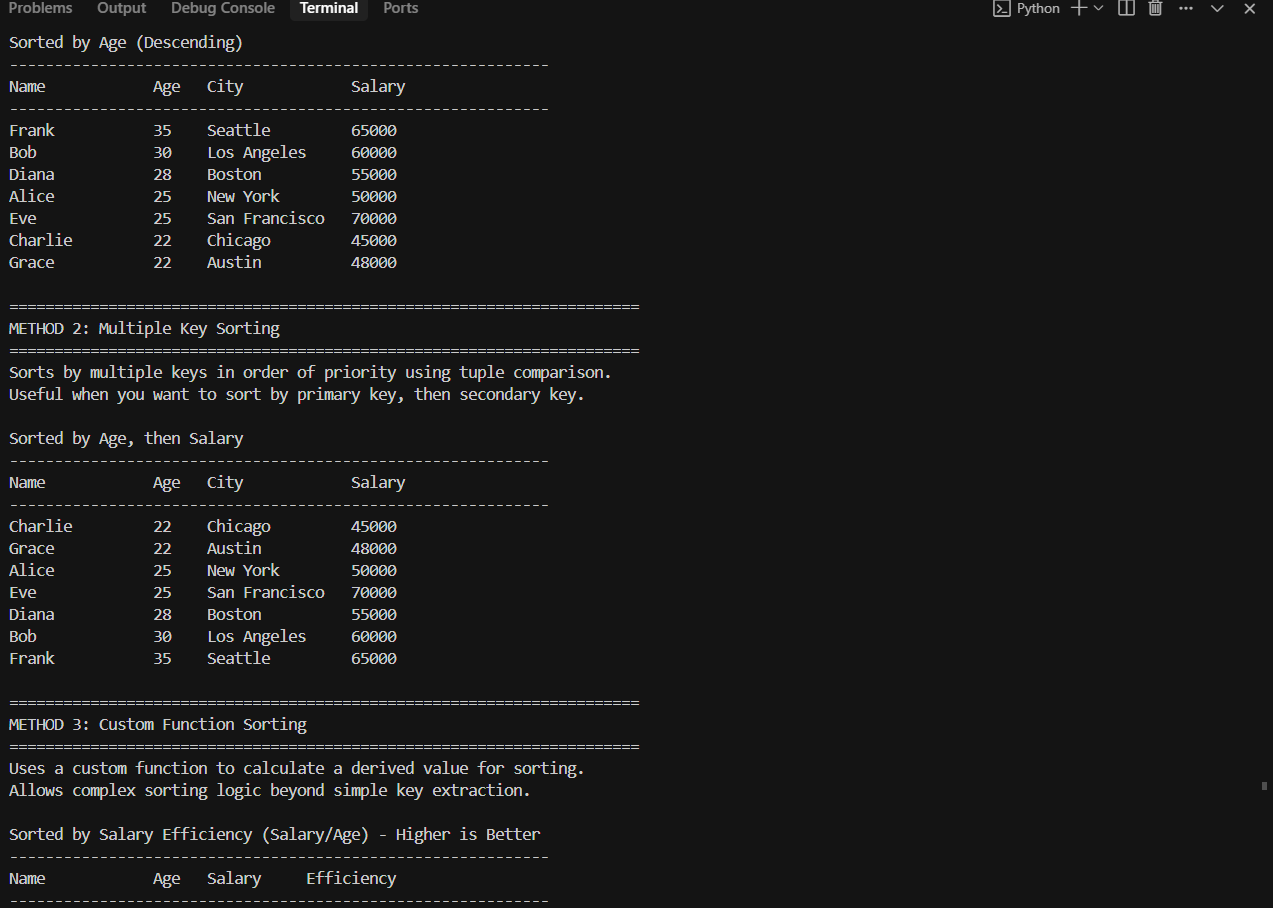 Problems Output Debug Console Terminal Ports Python
Sorted by Age (Descending)
------------------------------------------------------------
Name            Age   City            Salary
------------------------------------------------------------
Frank           35    Seattle         65000
Bob             30    Los Angeles     60000
Diana           28    Boston          55000
Alice           25    New York        50000
Eve             25    San Francisco   70000
Charlie         22    Chicago         45000
Grace           22    Austin          48000
======================================================================
METHOD 2: Multiple Key Sorting
======================================================================
Sorts by multiple keys in order of priority using tuple comparison.
Useful when you want to sort by primary key, then secondary key.
Sorted by Age, then Salary
------------------------------------------------------------
Name            Age   City            Salary
------------------------------------------------------------
Charlie         22    Chicago         45000
Grace           22    Austin          48000
Alice           25    New York        50000
Eve             25    San Francisco   70000
Diana           28    Boston          55000
Bob             30    Los Angeles     60000
Frank           35    Seattle         65000
======================================================================
METHOD 3: Custom Function Sorting
======================================================================
Uses a custom function to calculate a derived value for sorting.
Allows complex sorting logic beyond simple key extraction.
Sorted by Salary Efficiency (Salary/Age) - Higher is Better
------------------------------------------------------------
Name            Age   Salary     Efficiency
------------------------------------------------------------